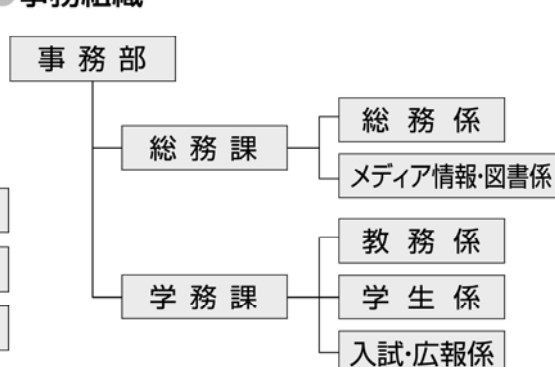 事務組織
事務部
総務課
総務係
メディア情報・図書係
学務課
教務係
学生係
入試・広報係